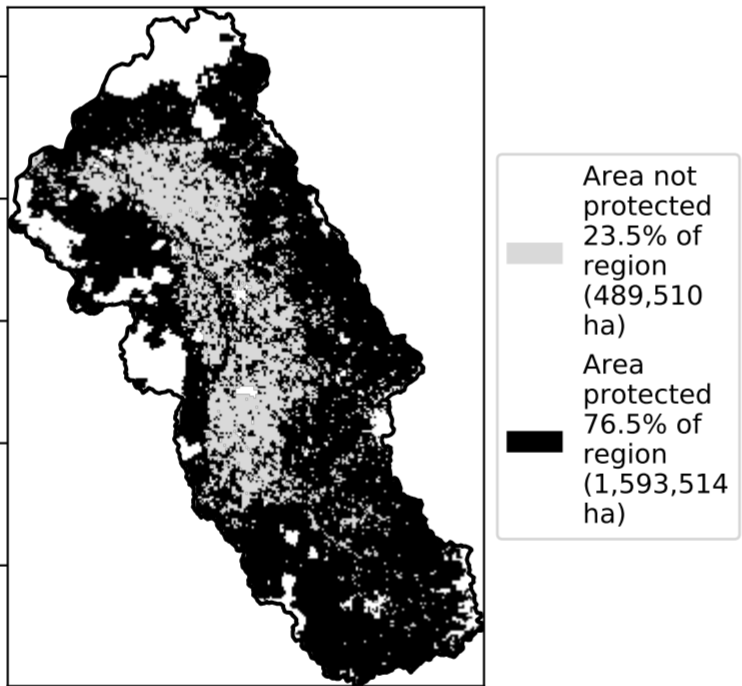 Area not
protected
23.5% of
region
(489,510
ha)
Area
protected
76.5% of
region
(1,593,514
ha)